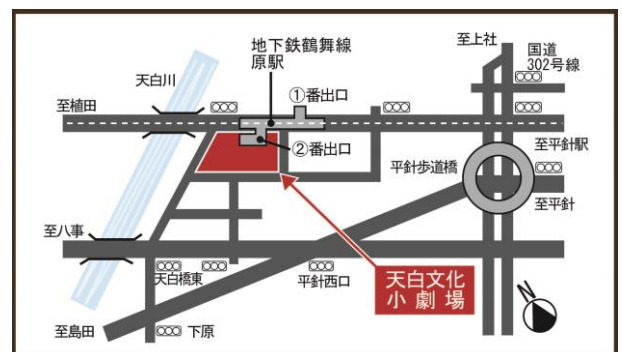 至上社
国道
302号線
地下鉄鶴舞線
原駅
天白川
①番出口
至植田
至平針駅
②番出口
平針歩道橋
至平針
至八事
天白橋東
平針西口
天白文化
小劇場
N
至島田
下原